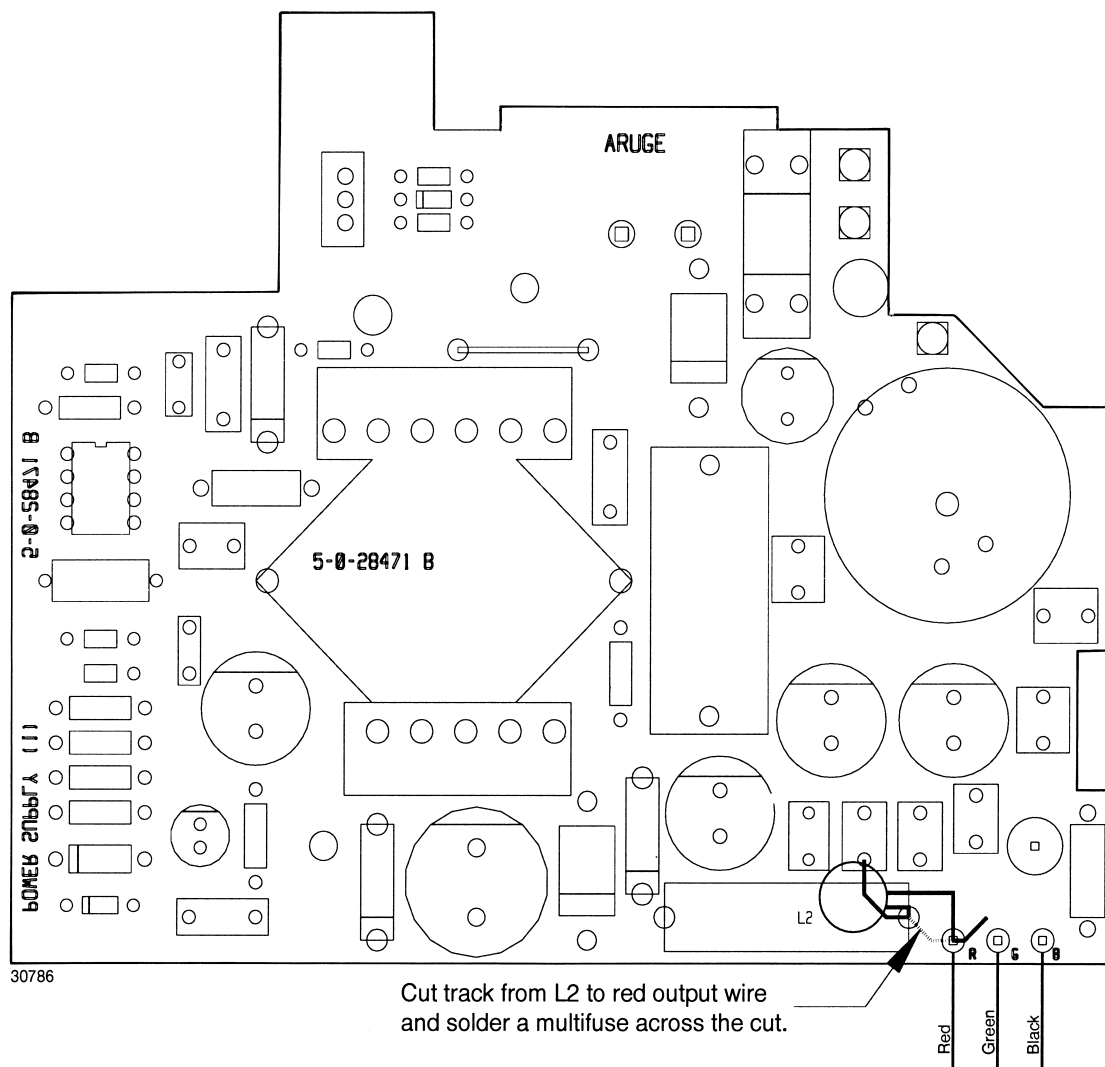 ARUGE
5-0-28471 B
5-0-28471 B
POWER SUPPLY (1)
L2
R G B
30786
Cut track from L2 to red output wire
and solder a multifuse across the cut.
Red
Green
Black